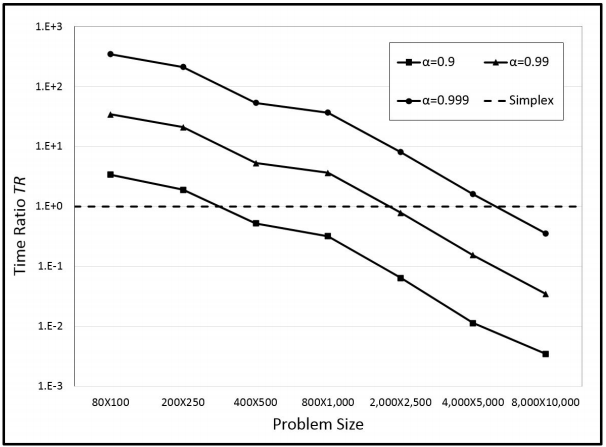 1.E+3
1.E+2
1.E+1
1.E+0
1.E-1
1.E-2
1.E-3
Time Ratio TR
α=0.9
α=0.99
α=0.999
Simplex
80X100
200X250
400X500
800X1,000
2,000X2,500
4,000X5,000
8,000X10,000
Problem Size